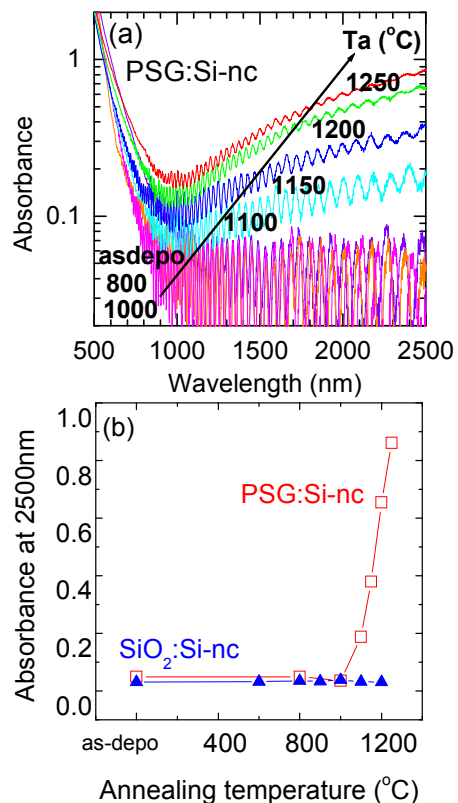 (a)
Ta (°C)
PSG:Si-nc
1250
1200
1150
1100
asdepo
800
1000
1
0.1
Absorbance
500 1000 1500 2000 2500
Wavelength (nm)
(b)
1.0
0.8
0.6
0.4
0.2
0.0
PSG:Si-nc
SiO₂:Si-nc
Absorbance at 2500nm
as-depo 400 800 1200
Annealing temperature (°C)